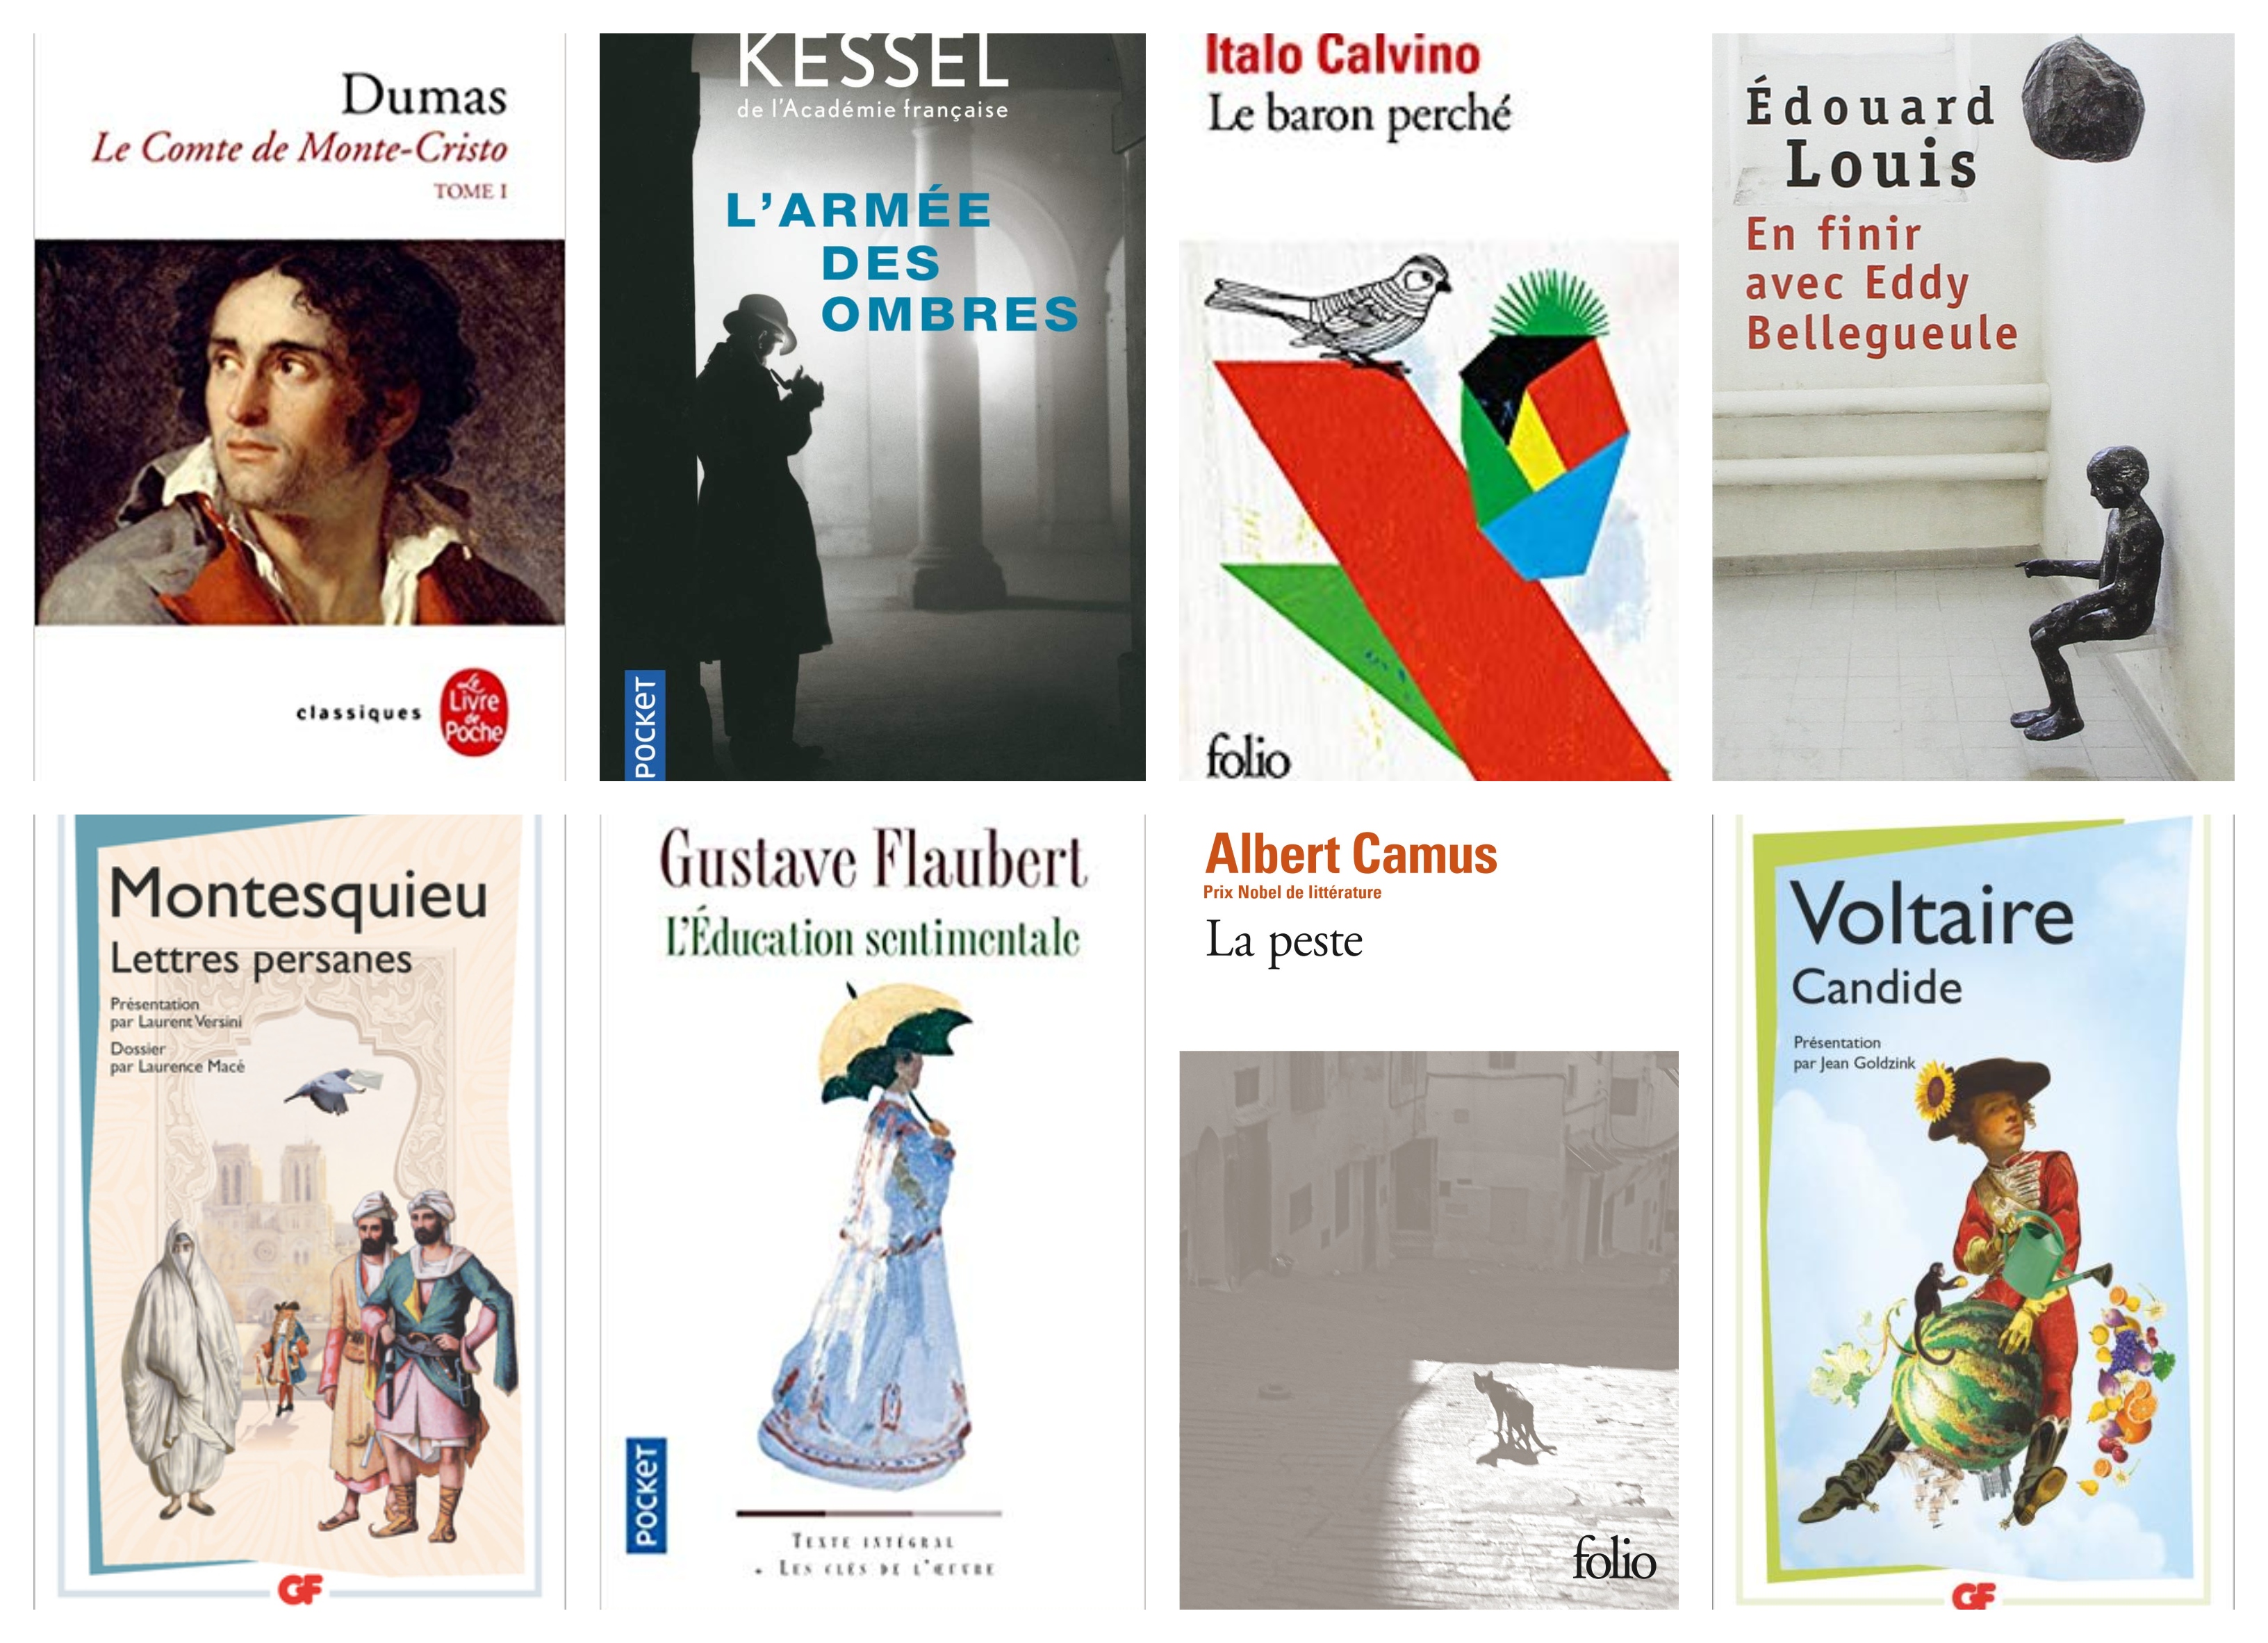 Dumas
Le Comte de Monte-Cristo
TOME I
classiques
Le
Livre
de
Poche
KESSEL
de l'Académie française
L'ARMÉE
DES
OMBRES
POCKET
Italo Calvino
Le baron perché
folio
Édouard
Louis
En finir
avec Eddy
Bellegueule
Montesquieu
Lettres persanes
Présentation
par Laurent Versini
Dossier
par Laurence Macé
GF
Gustave Flaubert
L'Éducation sentimentale
POCKET
TEXTE INTÉGRAL
+ LES CLÉS DE L'ŒUVRE
Albert Camus
Prix Nobel de littérature
La peste
folio
Voltaire
Candide
Présentation
par Jean Goldzink
GF